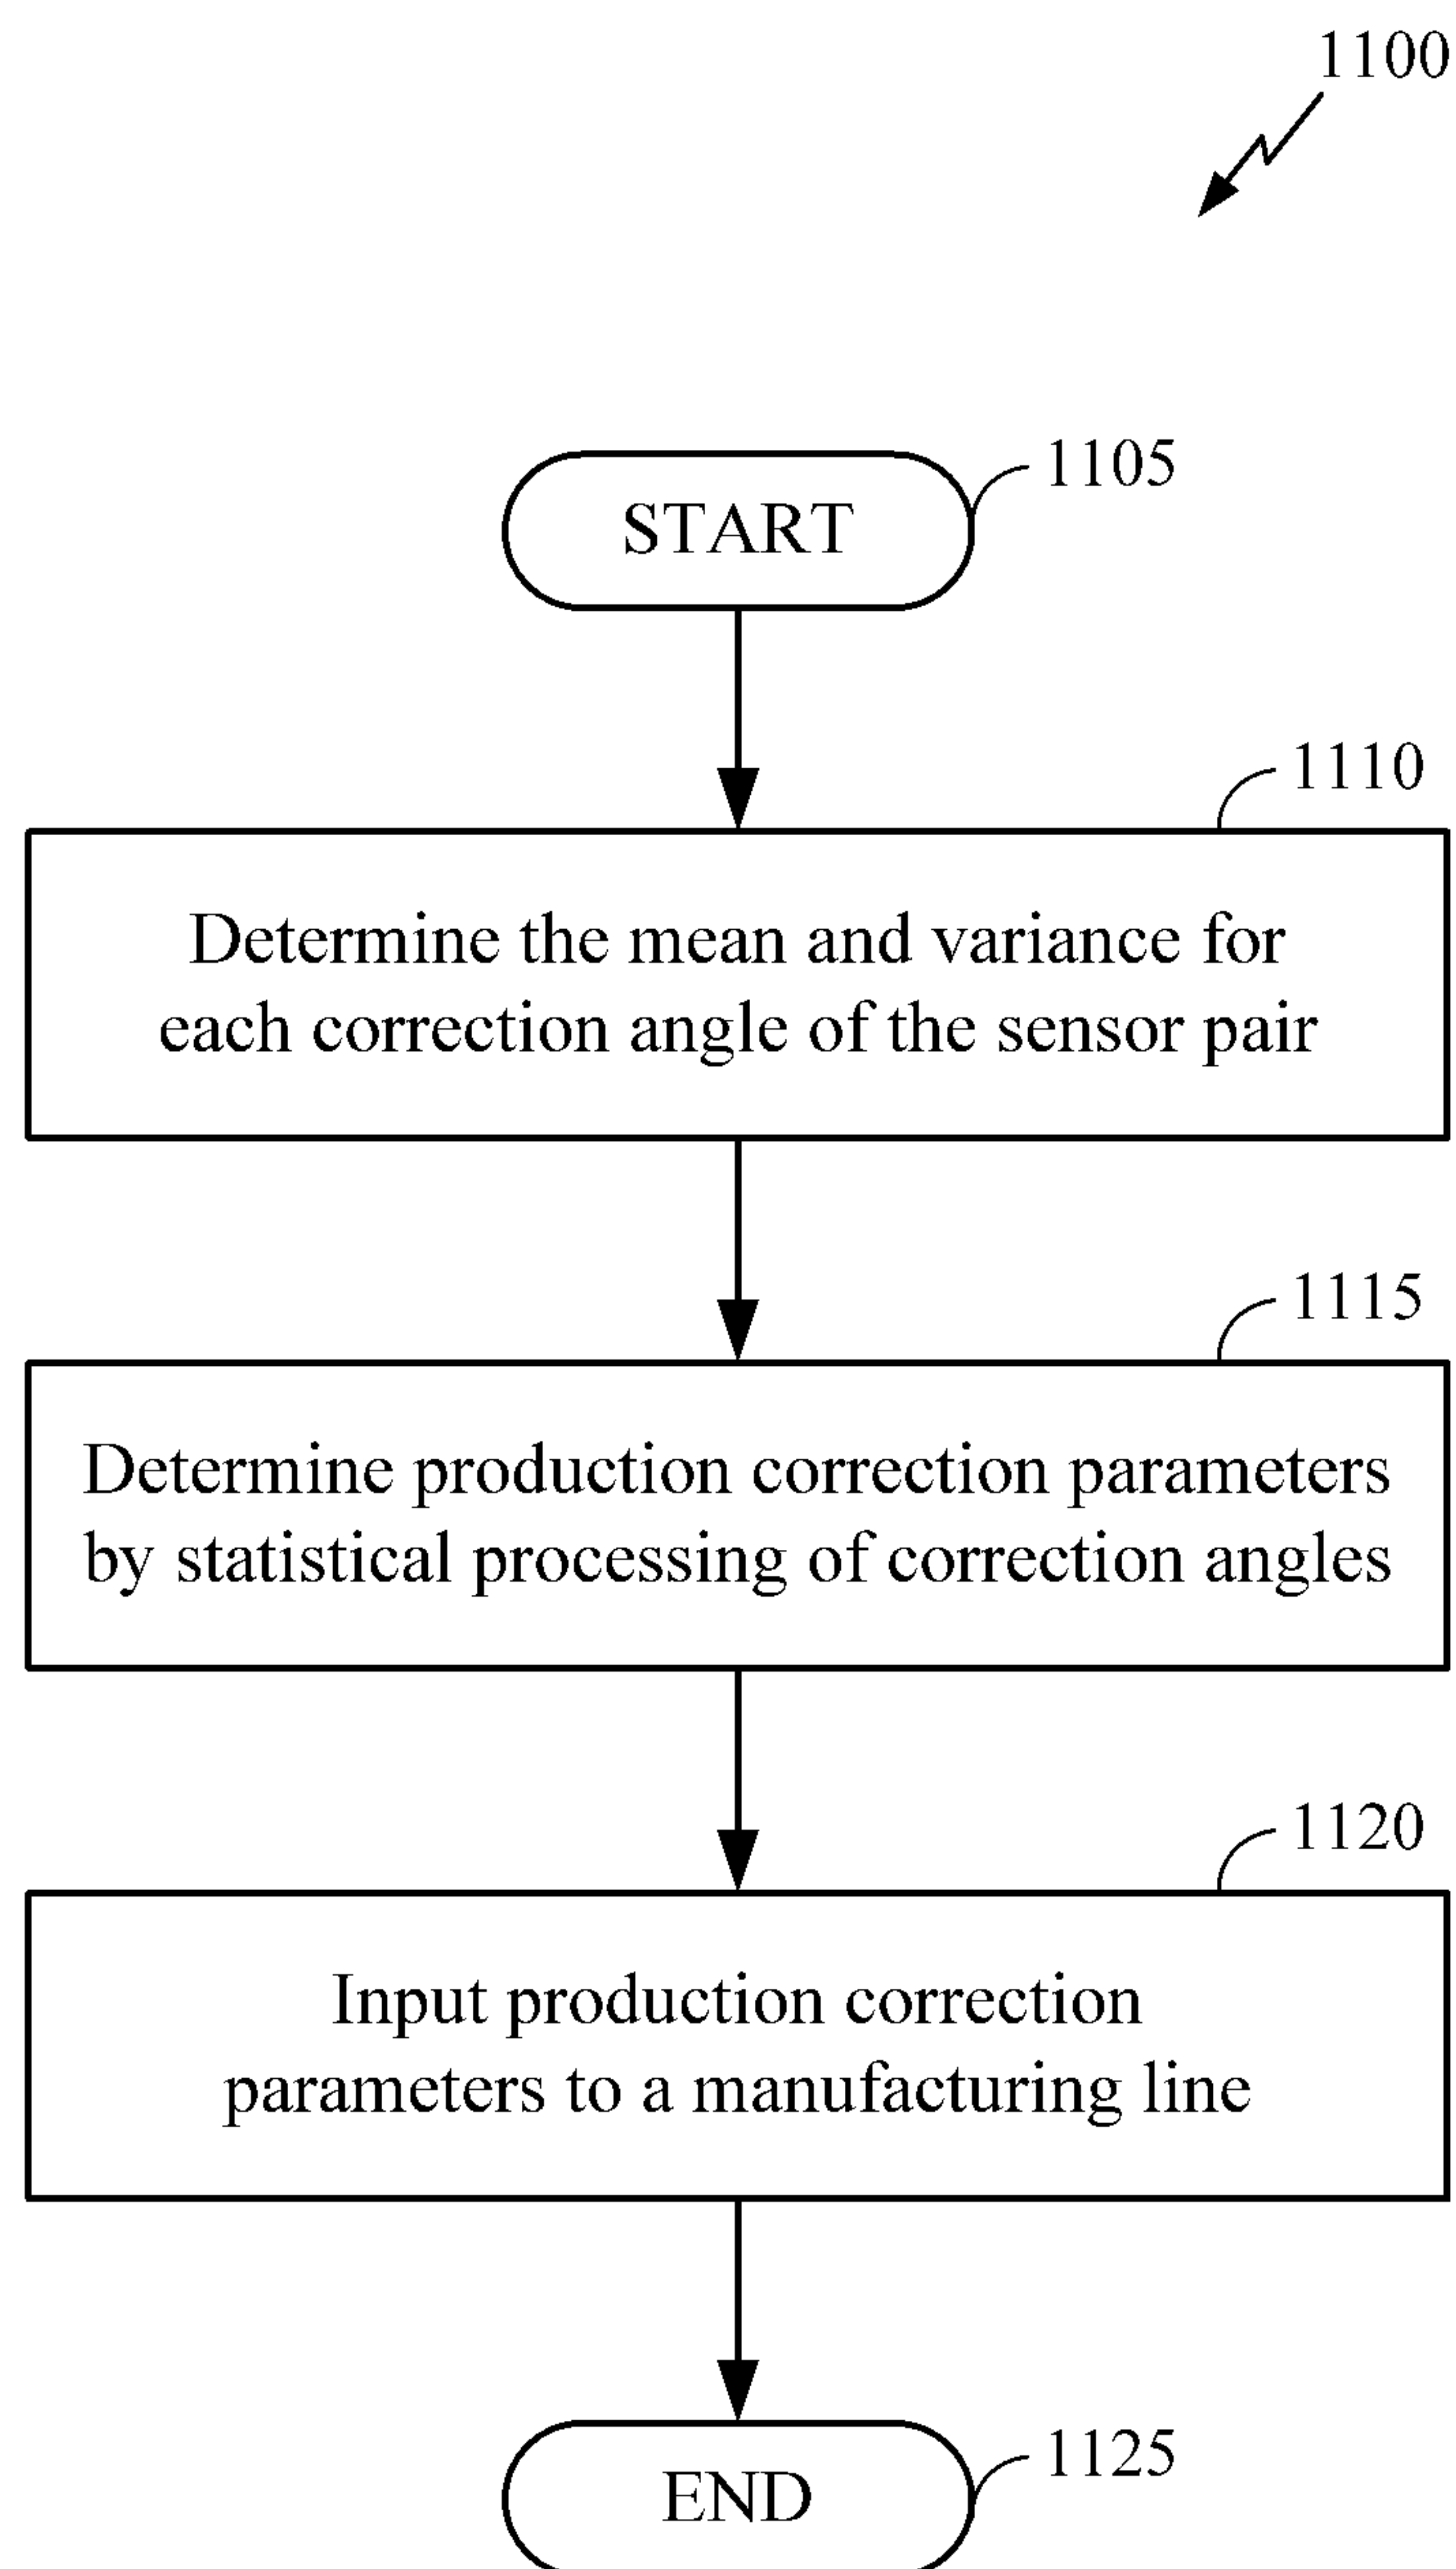 1100
START
1105
1110
Determine the mean and variance for
each correction angle of the sensor pair
1115
Determine production correction parameters
by statistical processing of correction angles
1120
Input production correction
parameters to a manufacturing line
END
1125